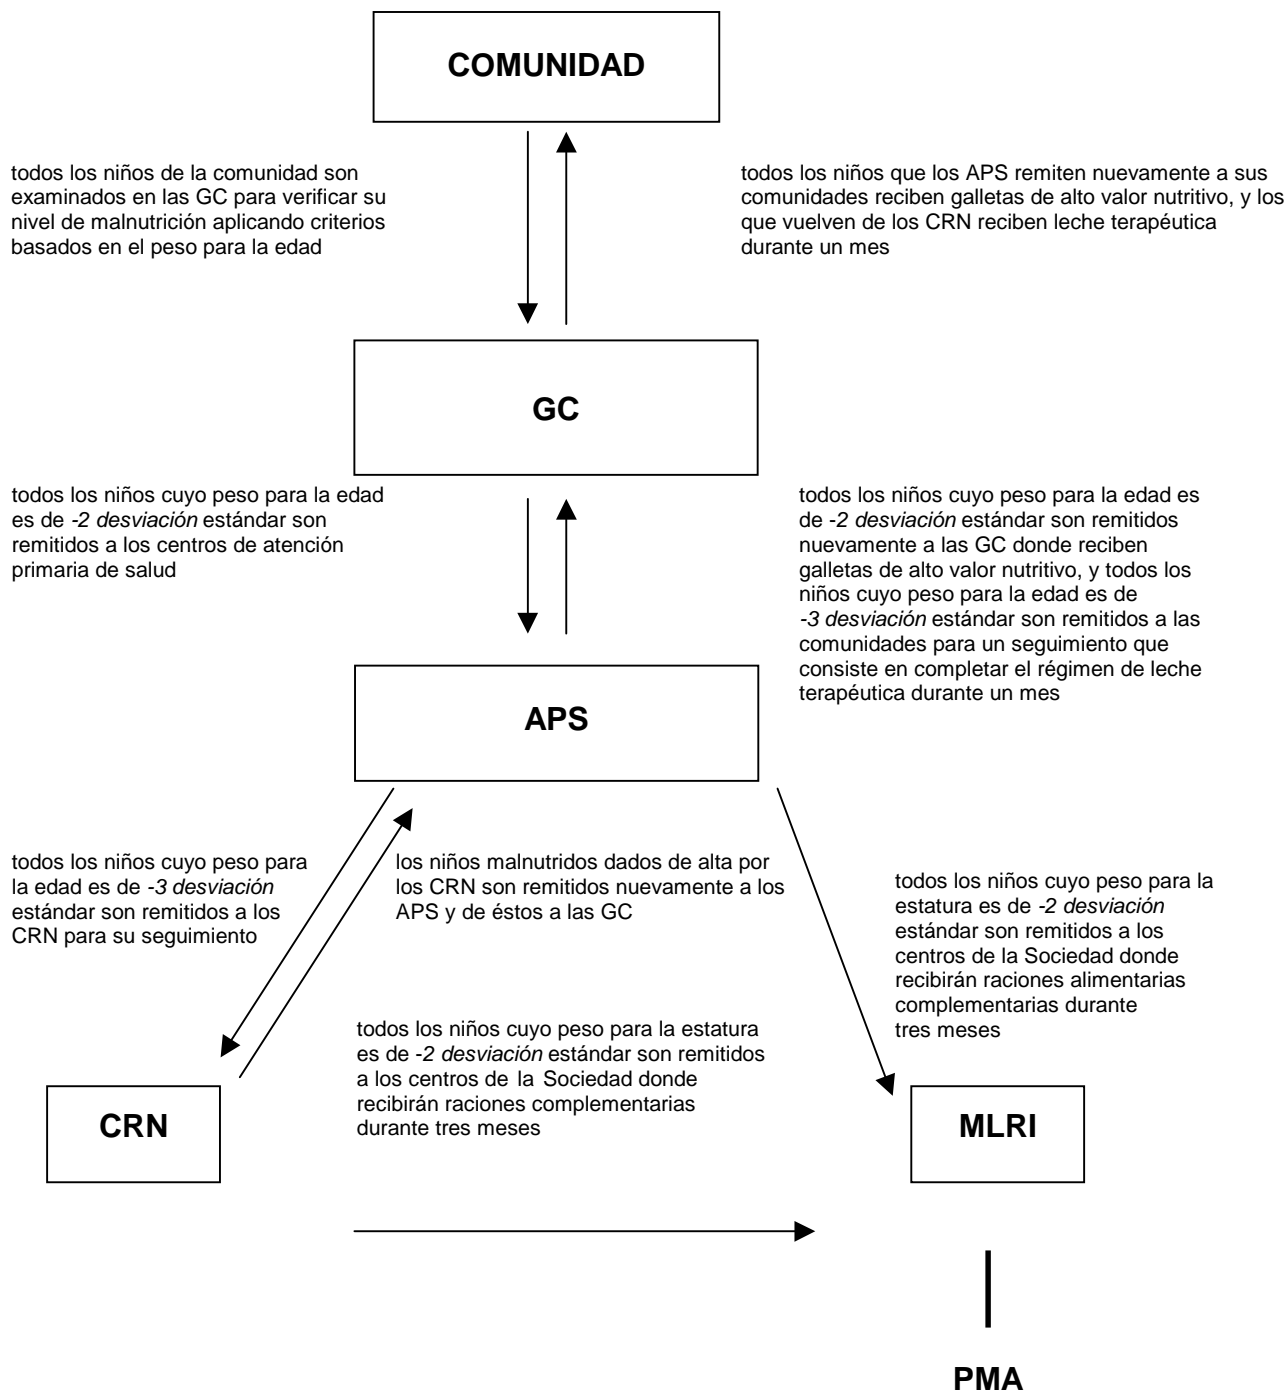 COMUNIDAD
todos los niños de la comunidad son
examinados en las GC para verificar su
nivel de malnutrición aplicando criterios
basados en el peso para la edad
todos los niños que los APS remiten nuevamente a sus
comunidades reciben galletas de alto valor nutritivo, y los
que vuelven de los CRN reciben leche terapéutica
durante un mes
GC
todos los niños cuyo peso para la edad
es de -2 desviación estándar son
remitidos a los centros de atención
primaria de salud
todos los niños cuyo peso para la edad es
de -2 desviación estándar son remitidos
nuevamente a las GC donde reciben
galletas de alto valor nutritivo, y todos los
niños cuyo peso para la edad es de
-3 desviación estándar son remitidos a las
comunidades para un seguimiento que
consiste en completar el régimen de leche
terapéutica durante un mes
APS
todos los niños cuyo peso para
la edad es de -3 desviación
estándar son remitidos a los
CRN para su seguimiento
los niños malnutridos dados de alta por
los CRN son remitidos nuevamente a los
APS y de éstos a las GC
todos los niños cuyo peso para la
estatura es de -2 desviación
estándar son remitidos a los
centros de la Sociedad donde
recibirán raciones alimentarias
complementarias durante
tres meses
todos los niños cuyo peso para la estatura
es de -2 desviación estándar son remitidos
a los centros de la Sociedad donde
recibirán raciones complementarias
durante tres meses
CRN
MLRI
PMA